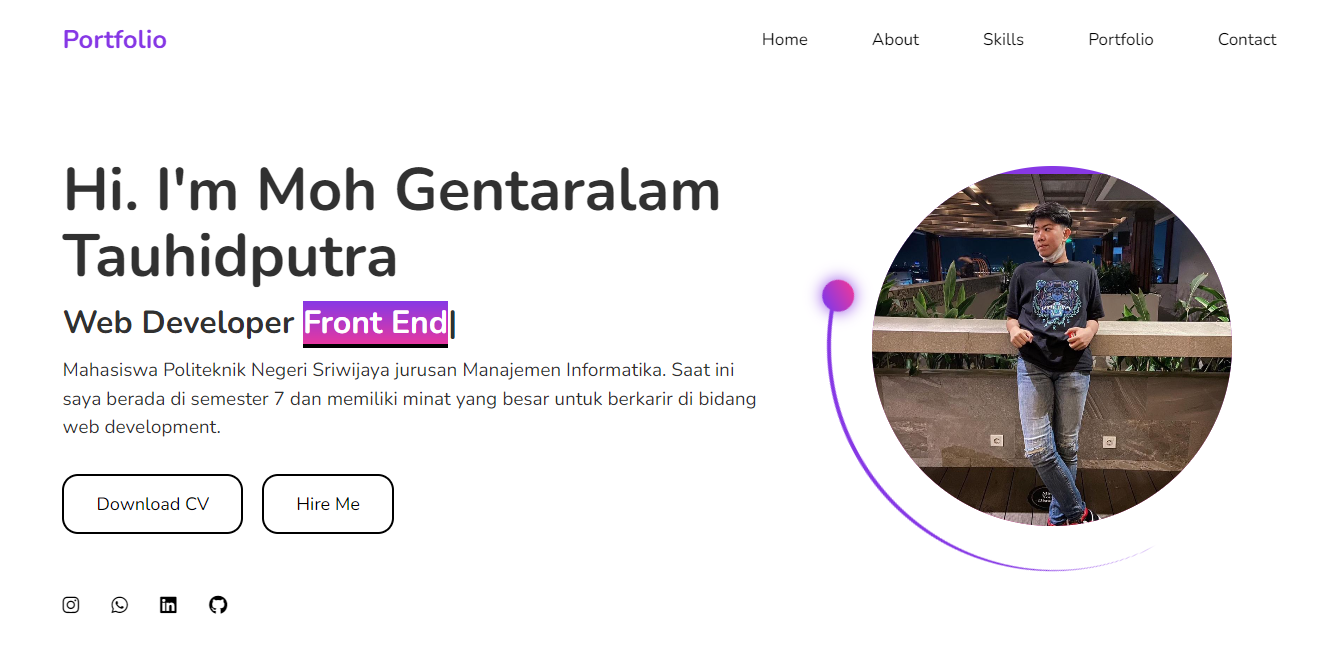 Portfolio
Home About Skills Portfolio Contact
Hi. I'm Moh Gentaralam
Tauhidputra
Web Developer Front End|
Mahasiswa Politeknik Negeri Sriwijaya jurusan Manajemen Informatika. Saat ini
saya berada di semester 7 dan memiliki minat yang besar untuk berkarir di bidang
web development.
Download CV Hire Me